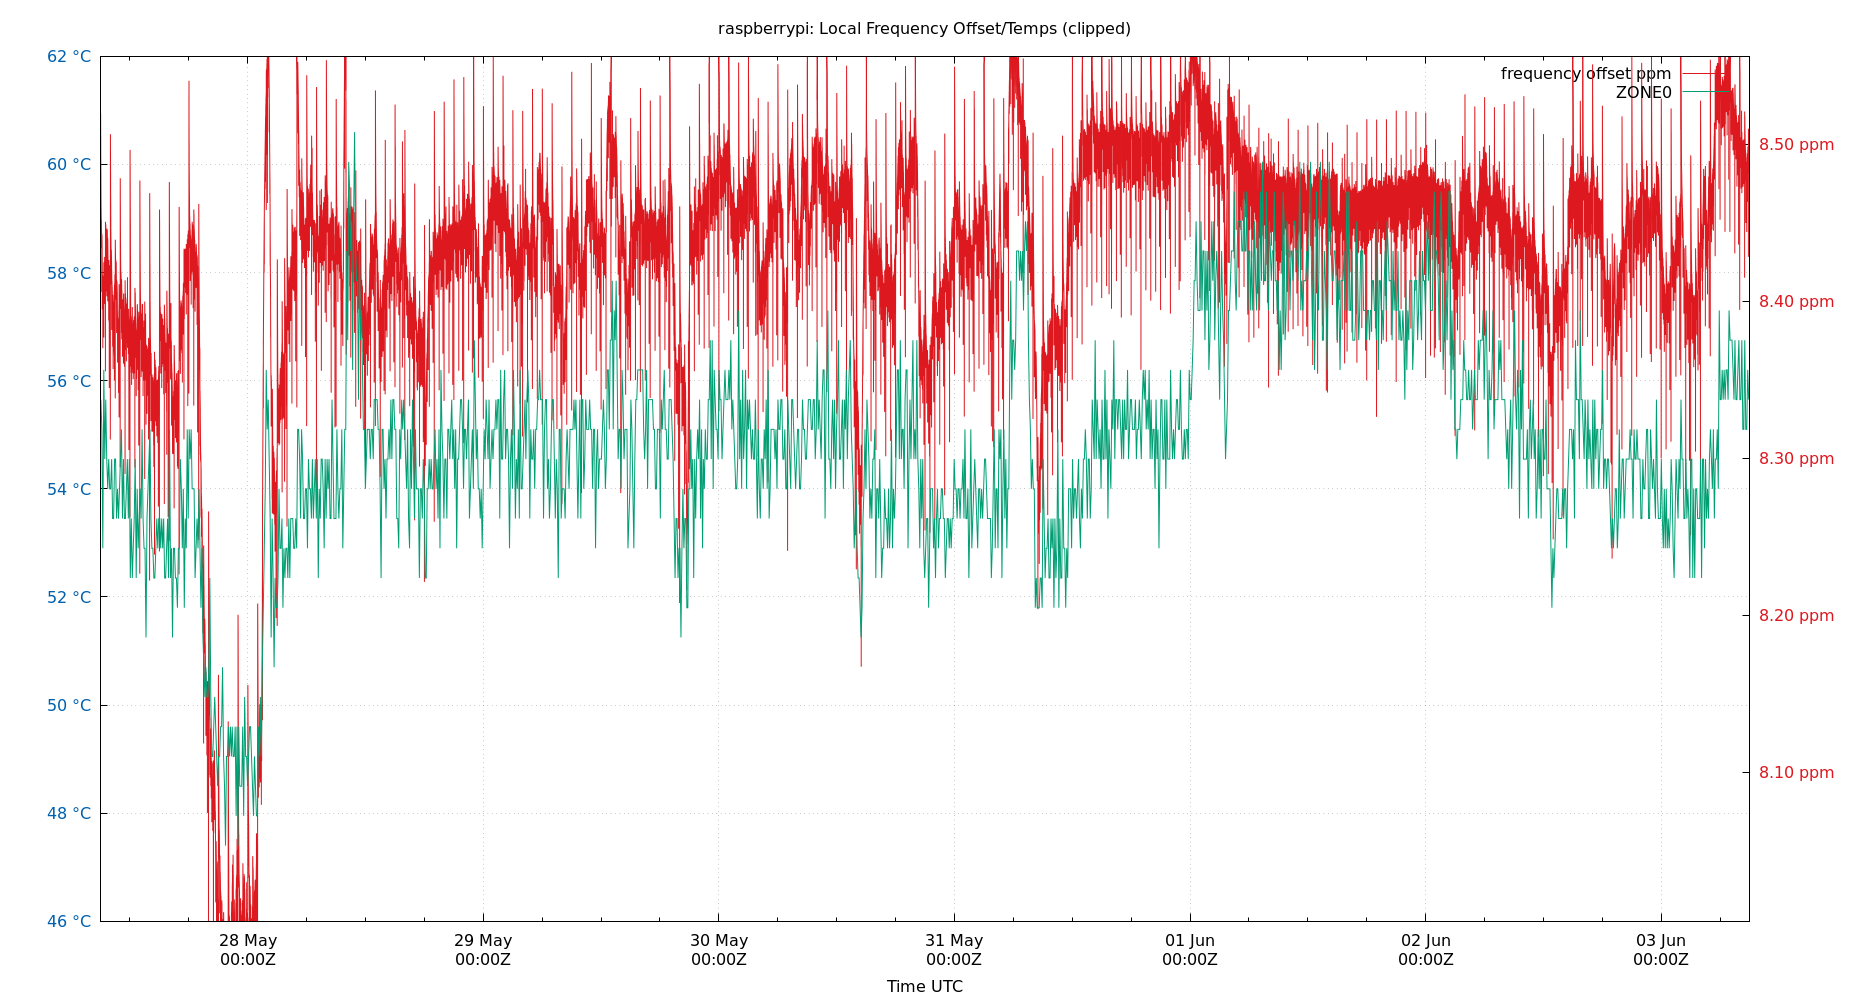 raspberrypi: Local Frequency Offset/Temps (clipped)
62 °C
60 °C
58 °C
56 °C
54 °C
52 °C
50 °C
48 °C
46 °C
frequency offset ppm
ZONE0
8.50 ppm
8.40 ppm
8.30 ppm
8.20 ppm
8.10 ppm
28 May
00:00Z
29 May
00:00Z
30 May
00:00Z
31 May
00:00Z
01 Jun
00:00Z
02 Jun
00:00Z
03 Jun
00:00Z
Time UTC